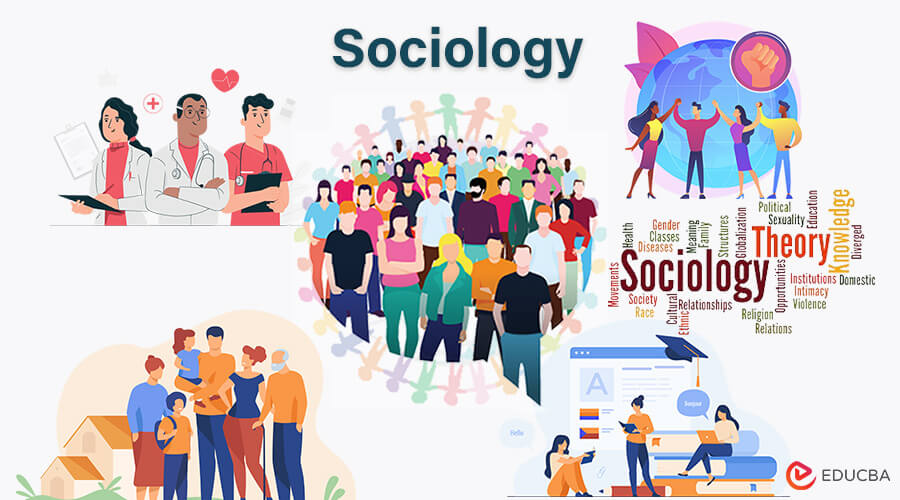 Sociology
Political
Sexuality
Education
Knowledge
Health
Gender
Classes
Diseases
Meaning
Family
Structures
Globalization
Theory
Diverged
Movements
Sociology
Opportunities
Institutions
Domestic
Intimacy
Violence
Society
Race
Cultural
Ethnic
Relationships
Religion
Relations
A
Bonjour
Hello
EDUCBA